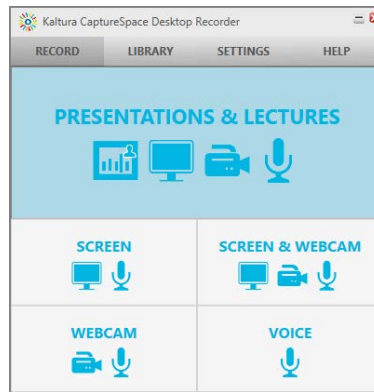 Kaltura CaptureSpace Desktop Recorder
RECORD LIBRARY SETTINGS HELP
PRESENTATIONS & LECTURES
SCREEN SCREEN & WEBCAM
WEBCAM VOICE